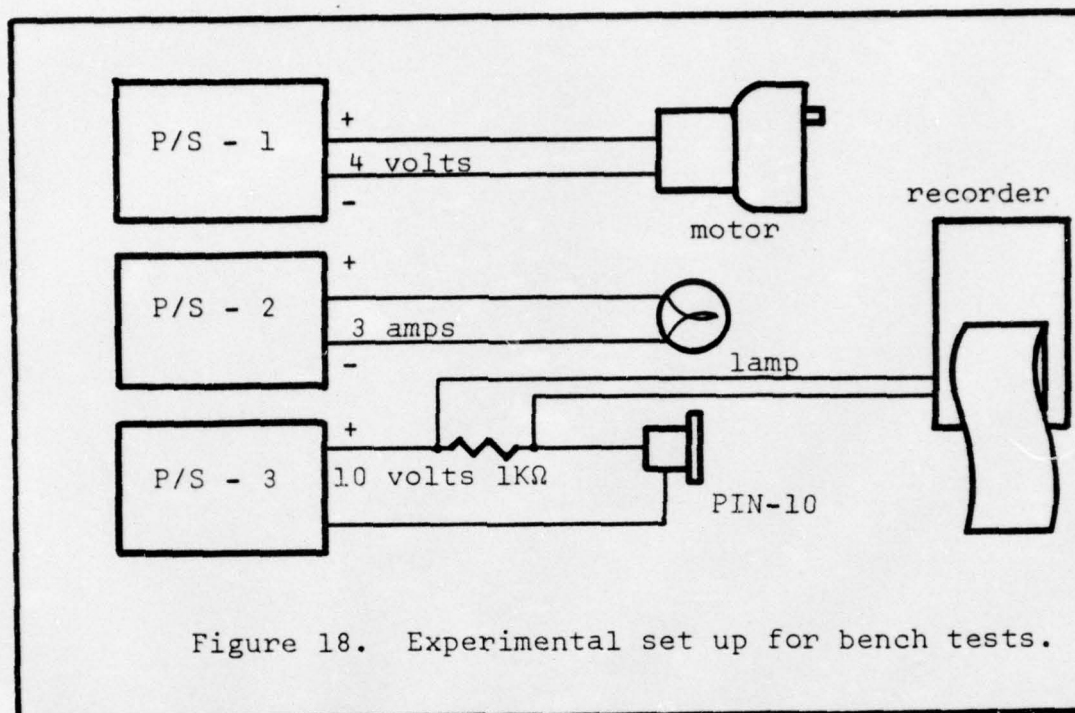 P/S - 1
+
4 volts
-
motor
recorder
P/S - 2
+
3 amps
-
lamp
P/S - 3
+
10 volts 1KΩ
PIN-10
Figure 18. Experimental set up for bench tests.